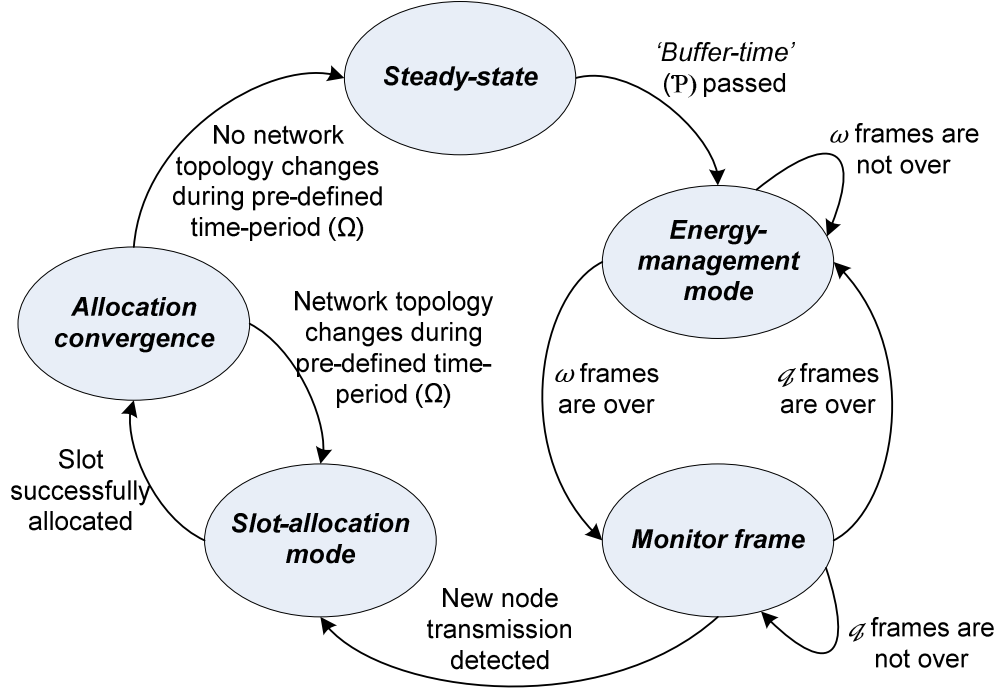 Steady-state
‘Buffer-time’
(Ƥ) passed
No network
topology changes
during pre-defined
time-period (Ω)
ω frames are
not over
Energy-
management
mode
Allocation
convergence
Network topology
changes during
pre-defined time-
period (Ω)
ω frames
are over
q frames
are over
Slot
successfully
allocated
Slot-allocation
mode
Monitor frame
New node
transmission
detected
q frames are
not over